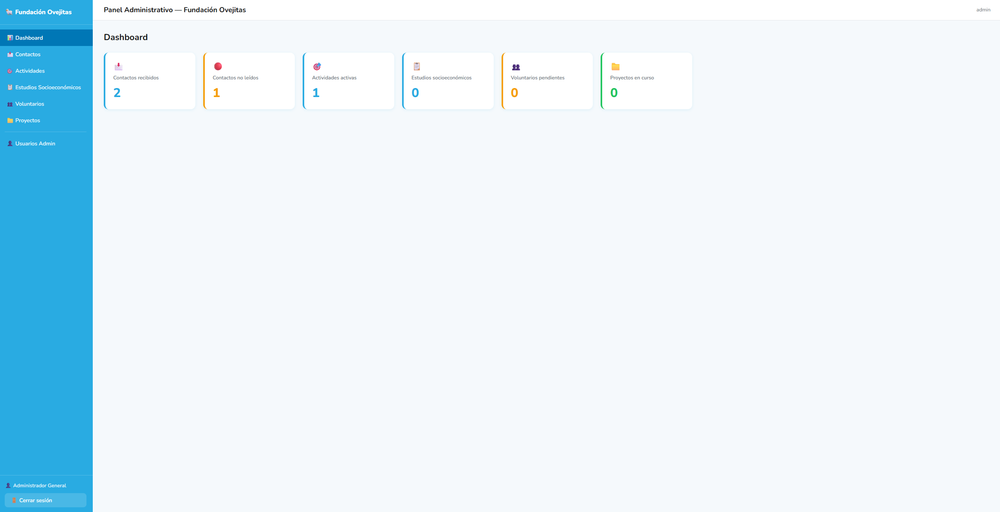 Fundación Ovejitas
Dashboard
Contactos
Actividades
Estudios Socioeconómicos
Voluntarios
Proyectos
Usuarios Admin
Administrador General
Cerrar sesión
Panel Administrativo — Fundación Ovejitas
admin
Dashboard
Contactos recibidos
2
Contactos no leídos
1
Actividades activas
1
Estudios socioeconómicos
0
Voluntarios pendientes
0
Proyectos en curso
0